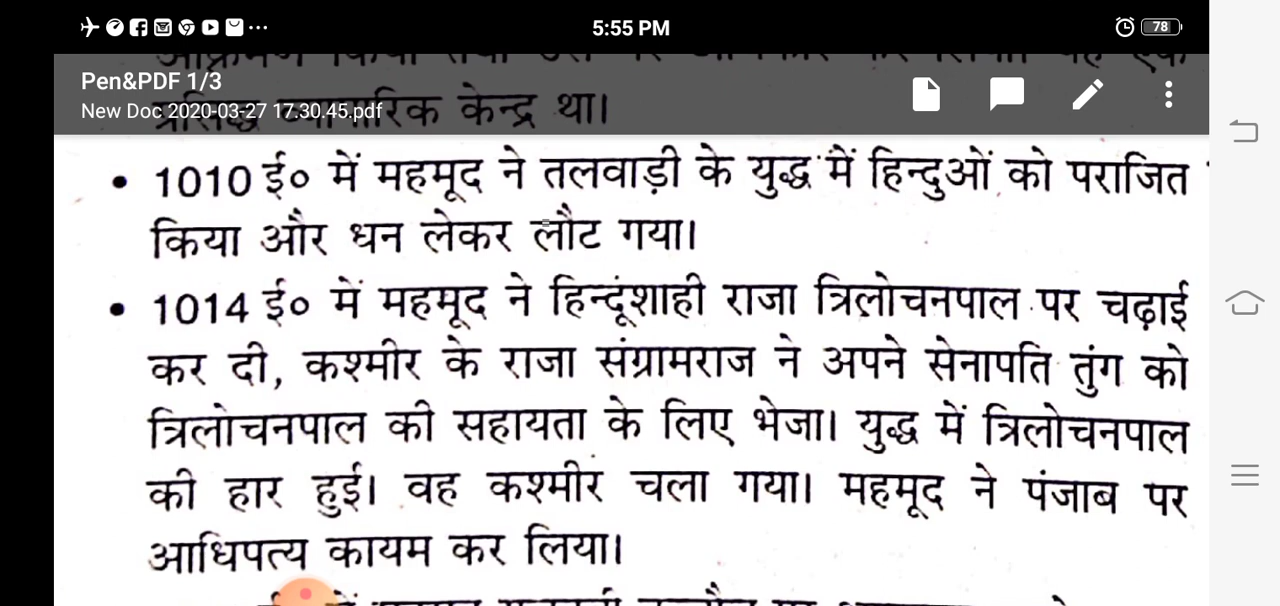 5:55 PM
78
Pen&PDF 1/3
New Doc 2020-03-27 17.30.45.pdf
प्रसिद्ध व्यापारिक केन्द्र था।
• 1010 ई० में महमूद ने तलवाड़ी के युद्ध में हिन्दुओं को पराजित
किया और धन लेकर लौट गया।
• 1014 ई० में महमूद ने हिन्दूंशाही राजा त्रिलोचनपाल पर चढ़ाई
कर दी, कश्मीर के राजा संग्रामराज ने अपने सेनापति तुंग को
त्रिलोचनपाल की सहायता के लिए भेजा। युद्ध में त्रिलोचनपाल
की हार हुई। वह कश्मीर चला गया। महमूद ने पंजाब पर
आधिपत्य कायम कर लिया।